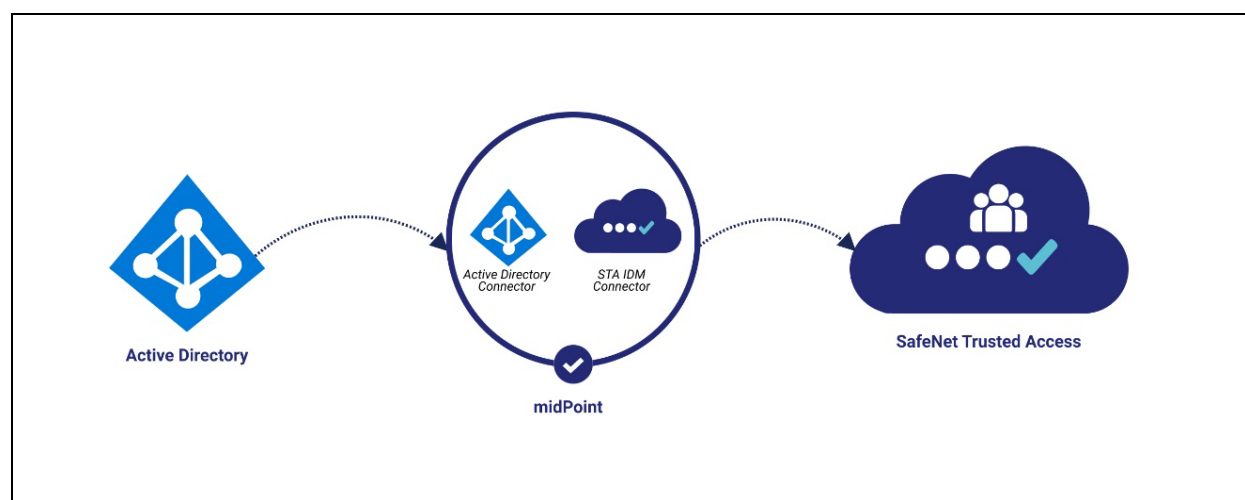 Active Directory
Active Directory
Connector
STA IDM
Connector
midPoint
SafeNet Trusted Access